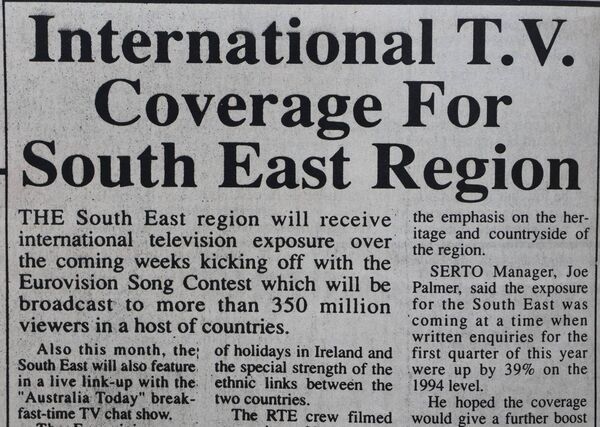 International T.V.
Coverage For
South East Region
THE South East region will receive
international television exposure over
the coming weeks kicking off with the
Eurovision Song Contest which will be
broadcast to more than 350 million
viewers in a host of countries.
Also this month, the
South East will also feature
in a live link-up with the
"Australia Today" break-
fast-time TV chat show.
of holidays in Ireland and
the special strength of the
ethnic links between the
two countries.
The RTE crew filmed
the emphasis on the her-
itage and countryside of
the region.
SERTO Manager, Joe
Palmer, said the exposure
for the South East was
coming at a time when
written enquiries for the
first quarter of this year
were up by 39% on the
1994 level.
He hoped the coverage
would give a further boost